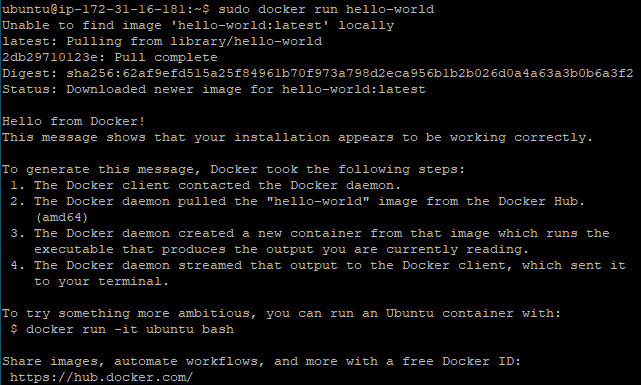 ubuntu@ip-172-31-16-181:~$ sudo docker run hello-world
Unable to find image 'hello-world:latest' locally
latest: Pulling from library/hello-world
2db29710123e: Pull complete
Digest: sha256:62af9efd515a25f84961b70f973a798d2eca956b1b2b026d0a4a63a3b0b6a3f2
Status: Downloaded newer image for hello-world:latest

Hello from Docker!
This message shows that your installation appears to be working correctly.

To generate this message, Docker took the following steps:
 1. The Docker client contacted the Docker daemon.
 2. The Docker daemon pulled the "hello-world" image from the Docker Hub.
    (amd64)
 3. The Docker daemon created a new container from that image which runs the
    executable that produces the output you are currently reading.
 4. The Docker daemon streamed that output to the Docker client, which sent it
    to your terminal.

To try something more ambitious, you can run an Ubuntu container with:
 $ docker run -it ubuntu bash

Share images, automate workflows, and more with a free Docker ID:
 https://hub.docker.com/